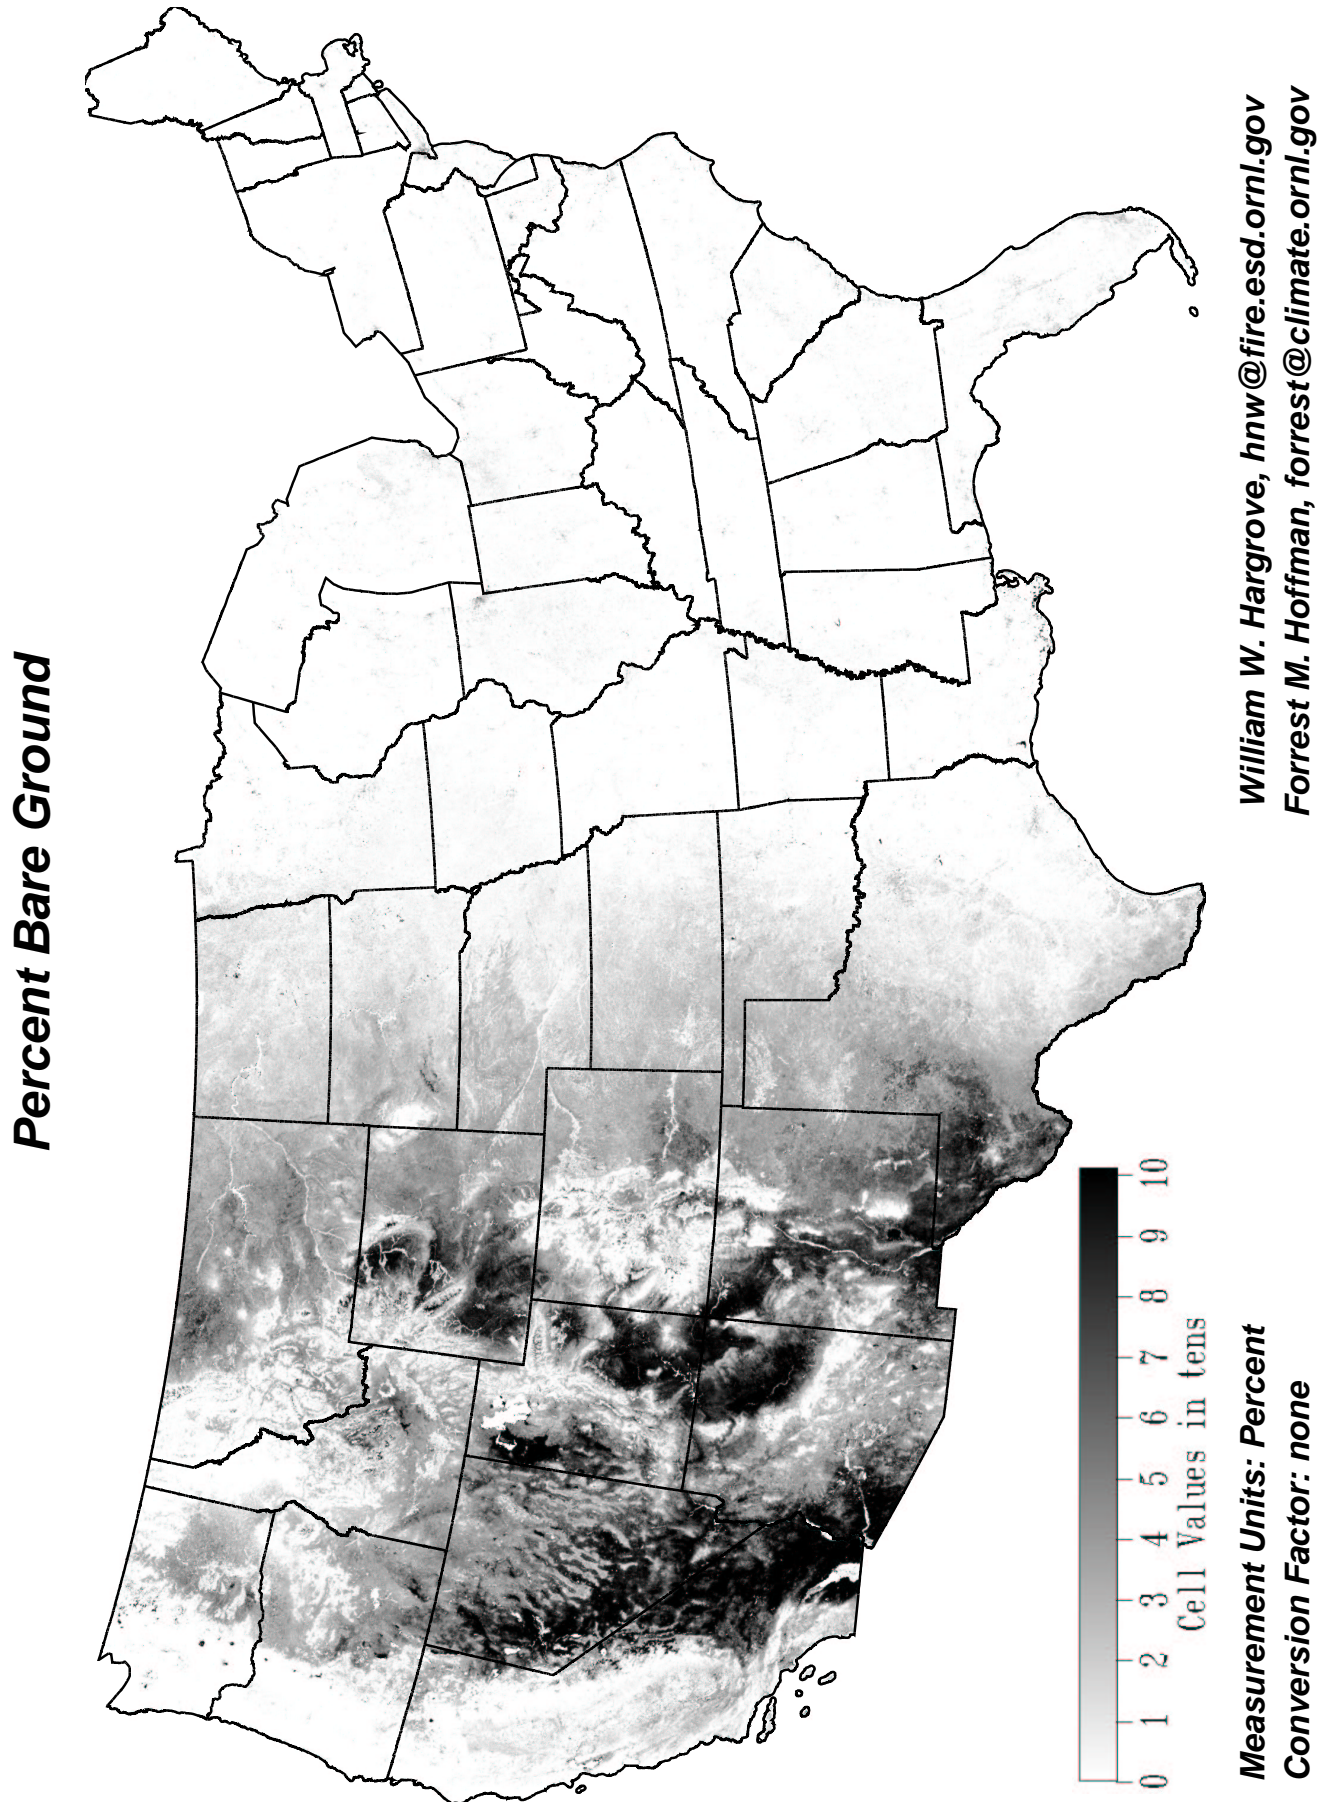 Percent Bare Ground
0 1 2 3 4 5 6 7 8 9 10
Cell Values in tens
Measurement Units: Percent
Conversion Factor: none
William W. Hargrove, hnw@fire.esd.ornl.gov
Forrest M. Hoffman, forrest@climate.ornl.gov